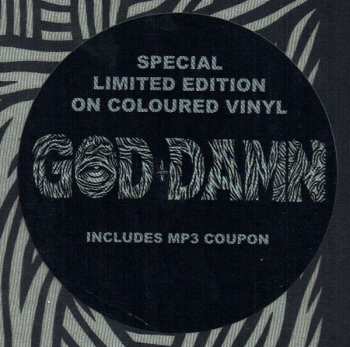 SPECIAL
LIMITED EDITION
ON COLOURED VINYL
GOD DAMN
INCLUDES MP3 COUPON